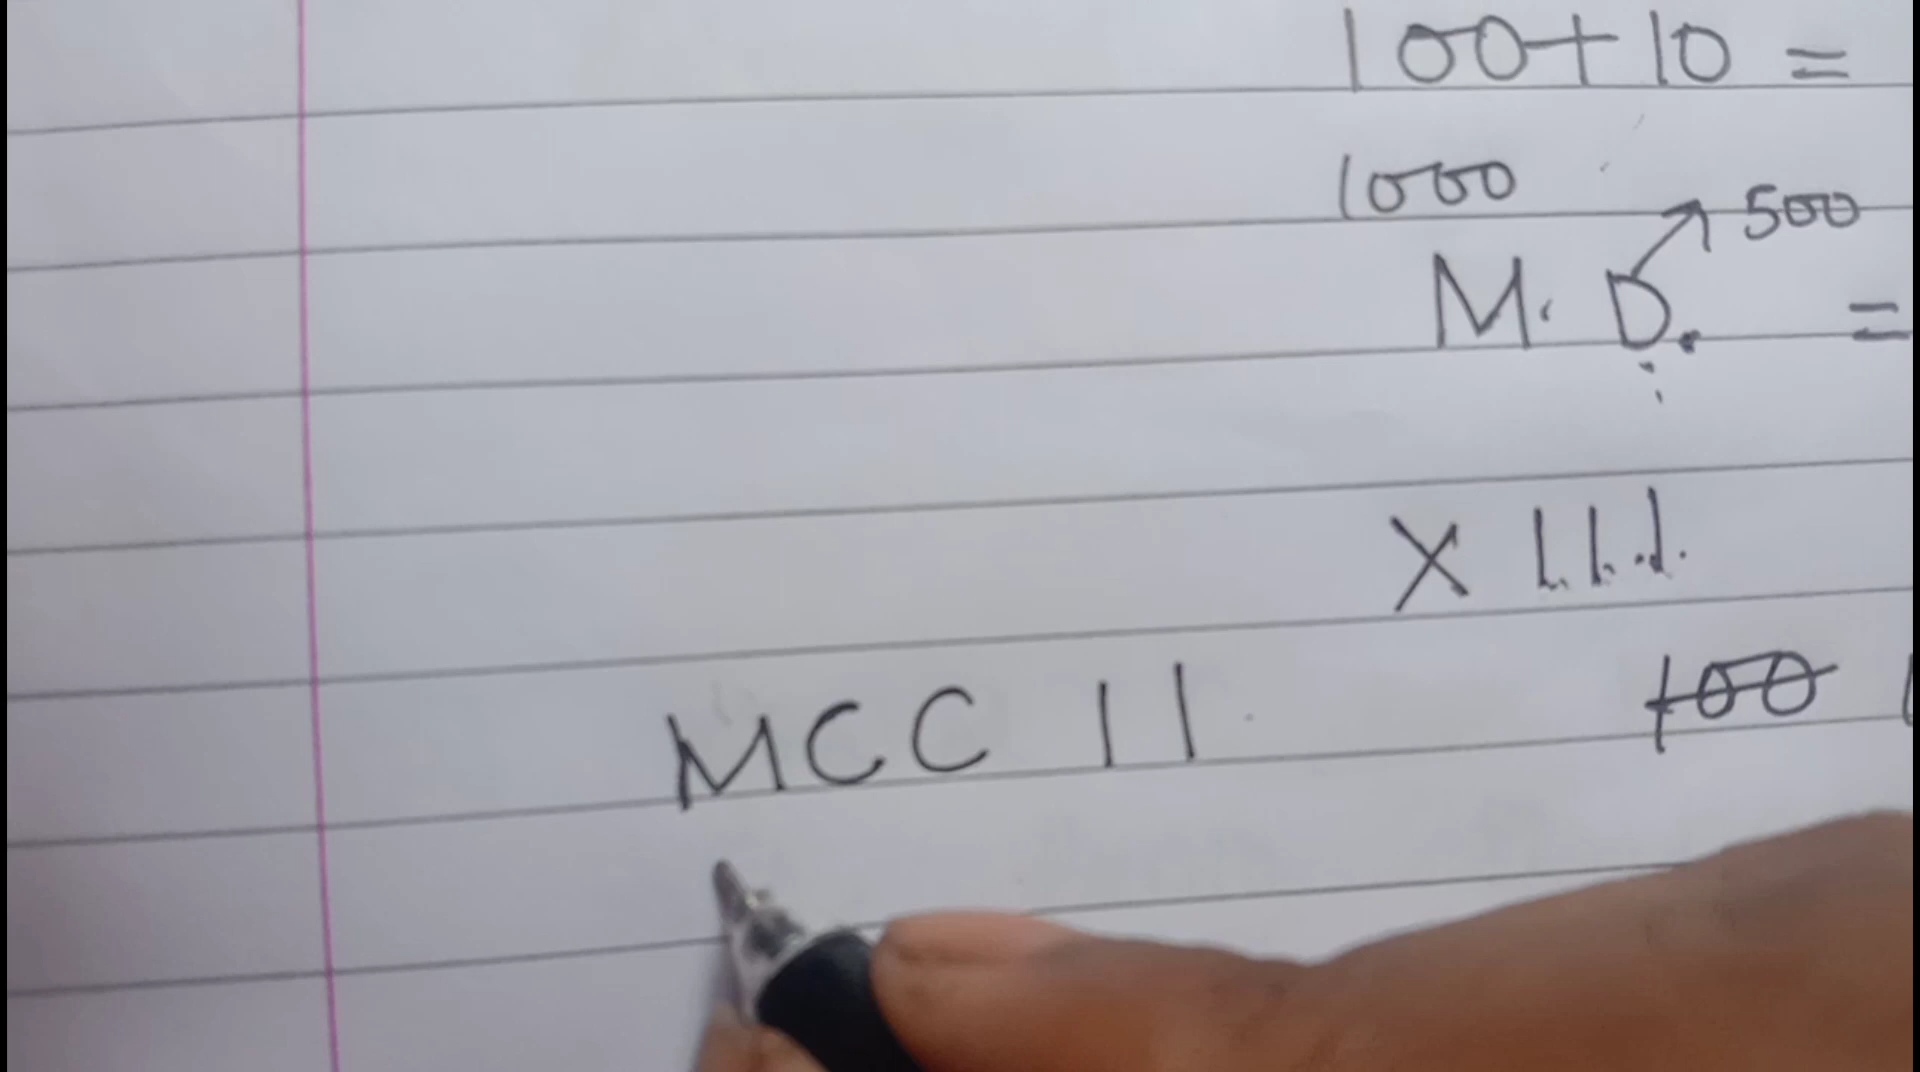 100+10 =
1000
500
M. D. =
X I I I
MCC II
100